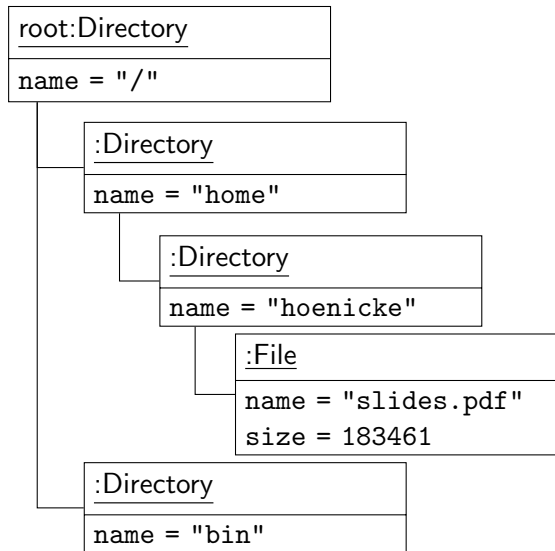 root:Directory
name = "/"
:Directory
name = "home"
:Directory
name = "hoenicke"
:File
name = "slides.pdf"
size = 183461
:Directory
name = "bin"